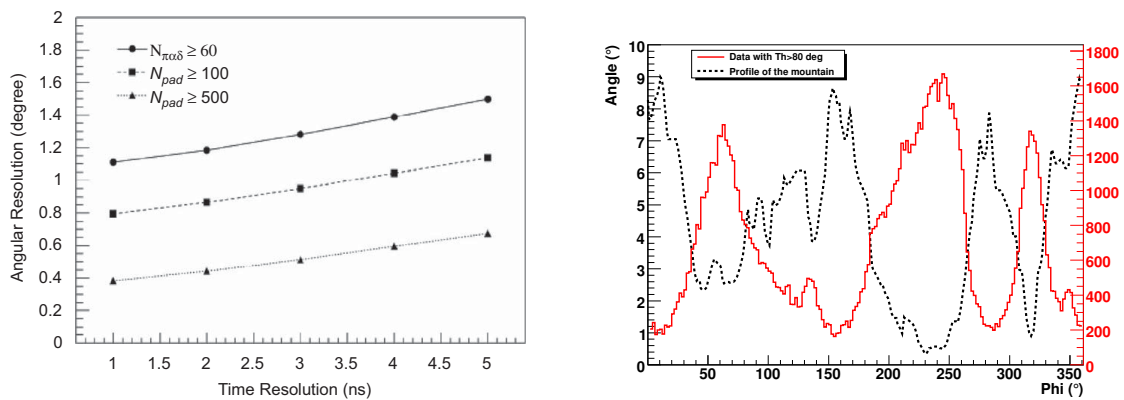 2
1.8
1.6
1.4
1.2
1
0.8
0.6
0.4
0.2
0
Angular Resolution (degree)
Nπαδ ≥ 60
Npad ≥ 100
Npad ≥ 500
1 1.5 2 2.5 3 3.5 4 4.5 5
Time Resolution (ns)
Angle(°)
10
9
8
7
6
5
4
3
2
1
0
Data with Th>80 deg
Profile of the mountain
1800
1600
1400
1200
1000
800
600
400
200
0
50 100 150 200 250 300 350
Phi (°)